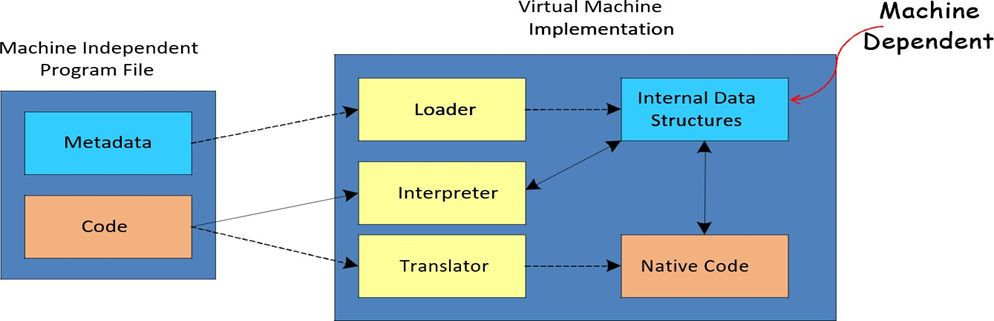 Machine Independent
Program File
Metadata
Code
Virtual Machine
Implementation
Loader
Interpreter
Translator
Internal Data
Structures
Native Code
Machine
Dependent